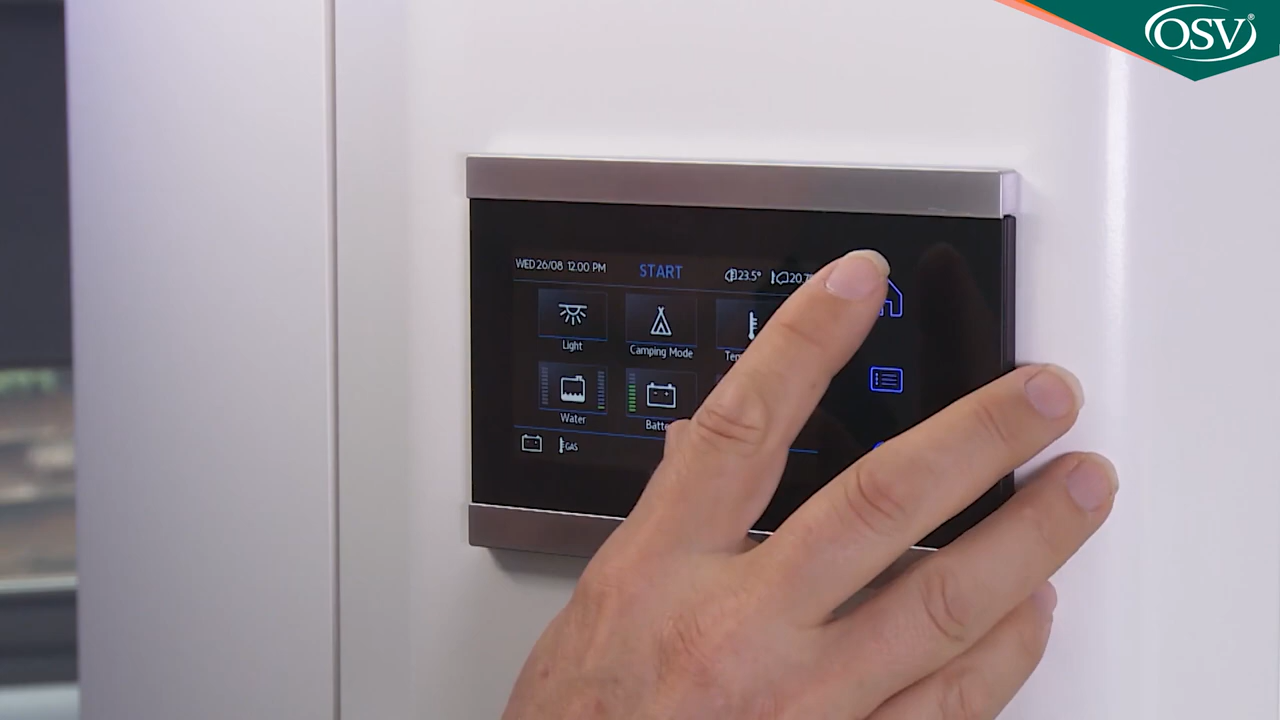 OSV®
WED 26/08 12.00 PM START 23.5°
Light Camping Mode
Water
GAS